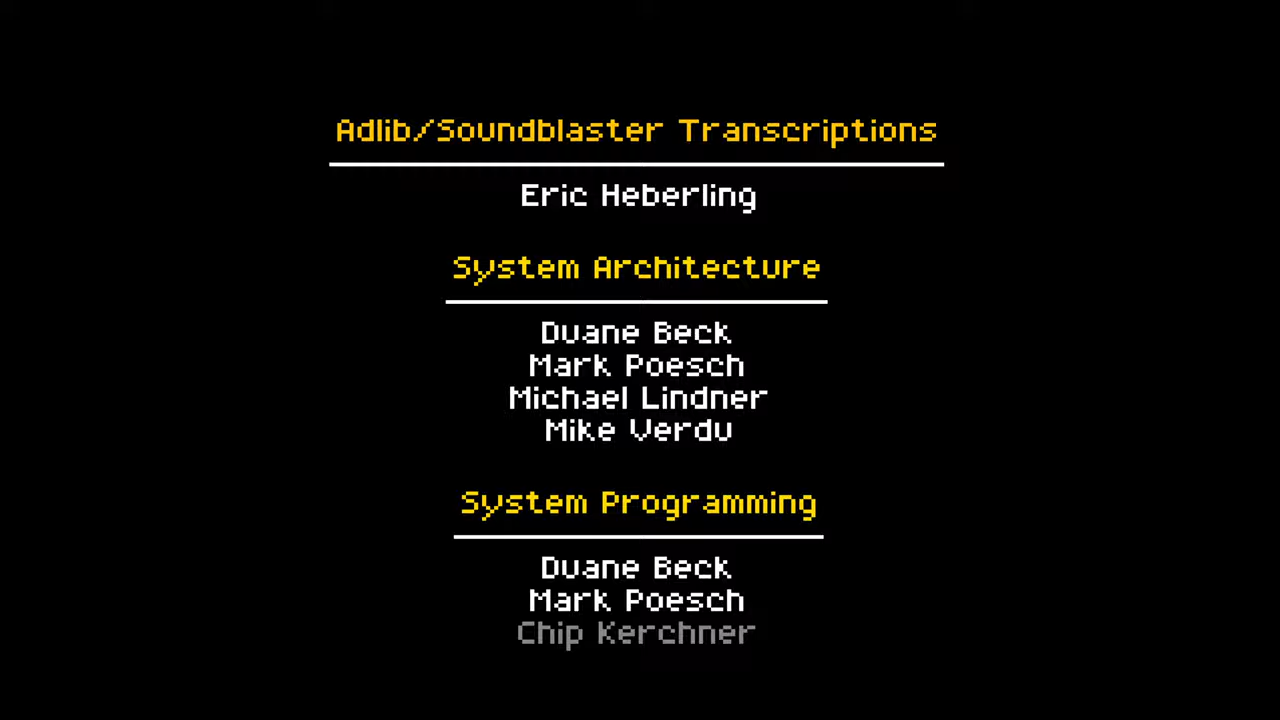 Adlib/Soundblaster Transcriptions
Eric Heberling
System Architecture
Duane Beck
Mark Poesch
Michael Lindner
Mike Verdu
System Programming
Duane Beck
Mark Poesch
Chip Kerchner